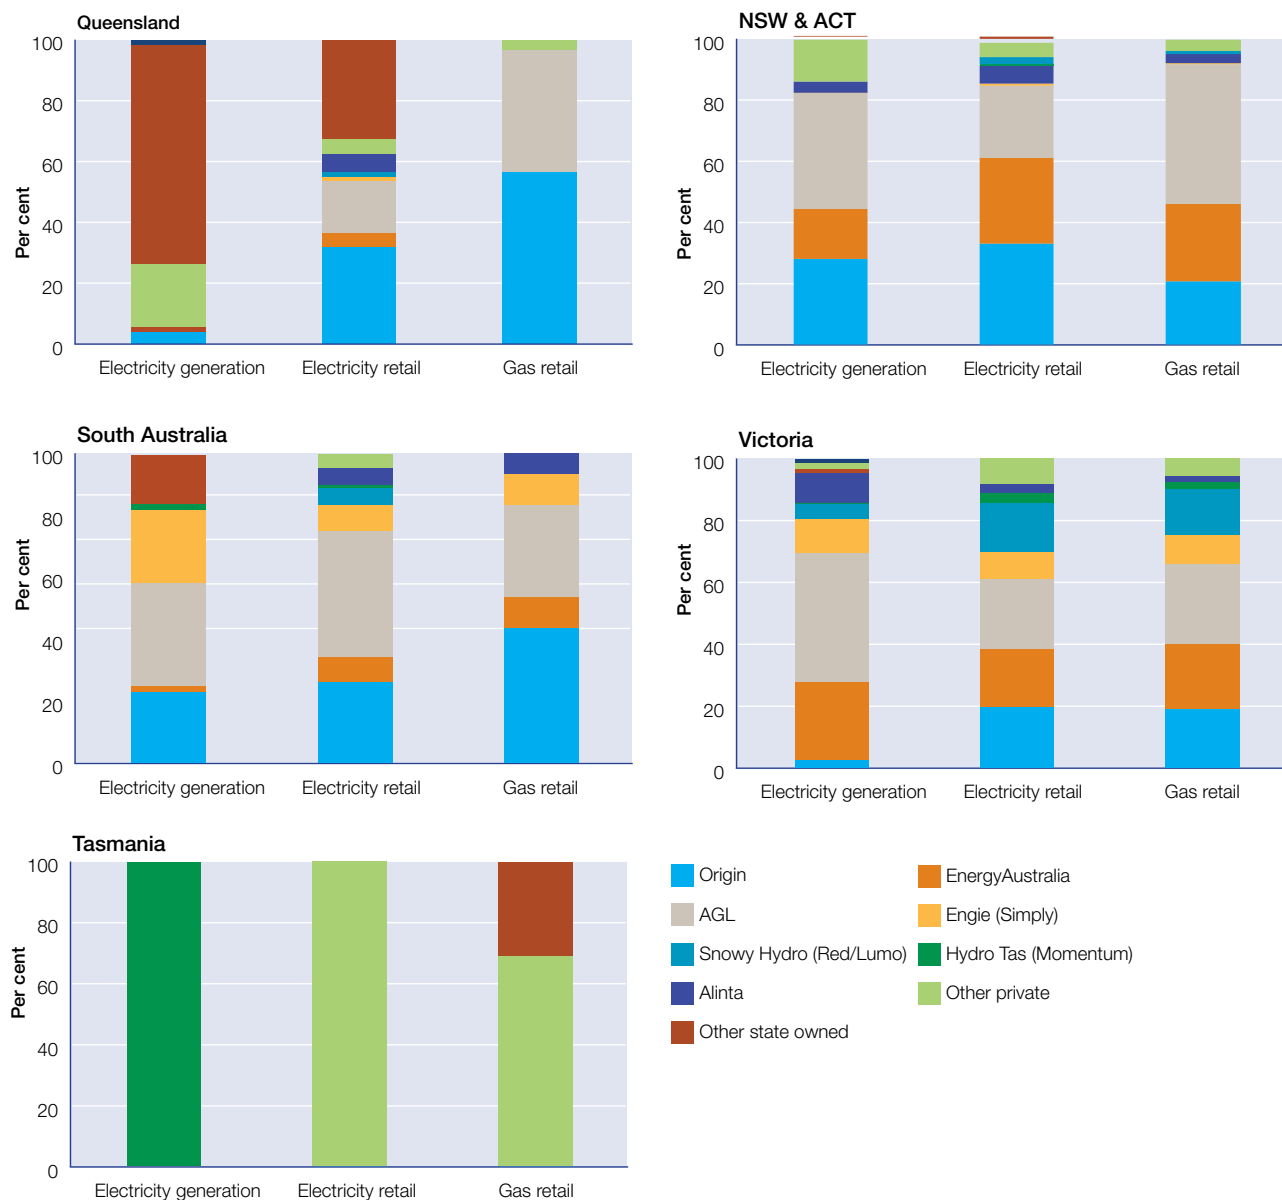 Queensland
100
80
60
40
20
0
Per cent
Electricity generation
Electricity retail
Gas retail
NSW & ACT
100
80
60
40
20
0
Per cent
Electricity generation
Electricity retail
Gas retail
South Australia
100
80
60
40
20
0
Per cent
Electricity generation
Electricity retail
Gas retail
Victoria
100
80
60
40
20
0
Per cent
Electricity generation
Electricity retail
Gas retail
Tasmania
100
80
60
40
20
0
Per cent
Electricity generation
Electricity retail
Gas retail
Origin
EnergyAustralia
AGL
Engie (Simply)
Snowy Hydro (Red/Lumo)
Hydro Tas (Momentum)
Alinta
Other private
Other state owned